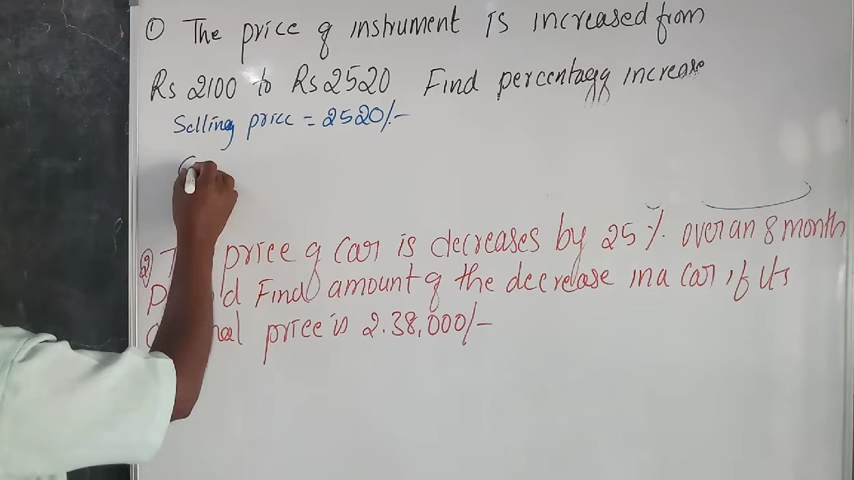 ① The price of instrument is increased from
Rs 2100 to Rs 2520 Find percentagg increase
Selling price = 2520/-
② price of car is decreases by 25 % over an 8 month
Find amount of the decrease in a car if its
price is 2.38,000/-